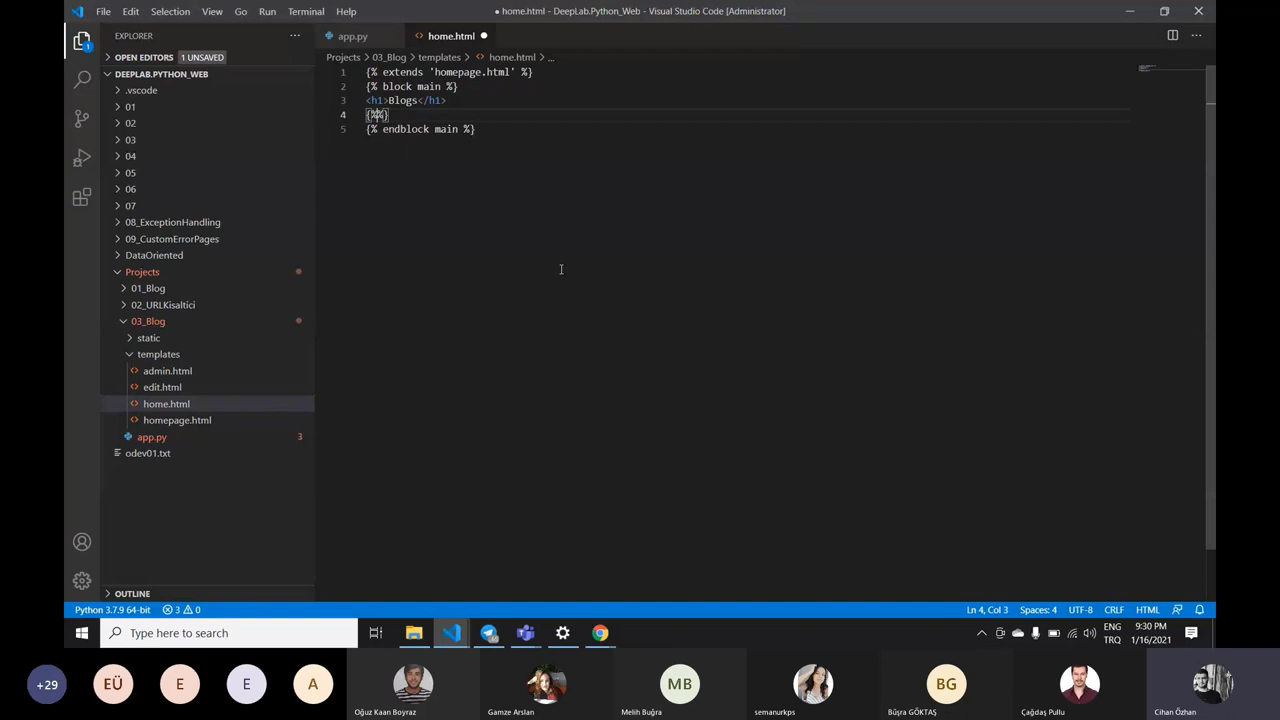 File Edit Selection View Go Run Terminal Help
● home.html - DeepLab.Python_Web - Visual Studio Code [Administrator]
EXPLORER
app.py
home.html
OPEN EDITORS 1 UNSAVED
Projects > 03_Blog > templates > home.html > ...
DEEPLAB.PYTHON_WEB
.vscode
01
02
03
04
05
06
07
08_ExceptionHandling
09_CustomErrorPages
DataOriented
Projects
01_Blog
02_URLKisaltici
03_Blog
static
templates
admin.html
edit.html
home.html
homepage.html
app.py 3
odev01.txt
OUTLINE
1 {% extends 'homepage.html' %}
2 {% block main %}
3 <h1>Blogs</h1>
4 {%%}
5 {% endblock main %}
Python 3.7.9 64-bit 3 0
Ln 4, Col 3 Spaces: 4 UTF-8 CRLF HTML
Type here to search
ENG
TRQ
9:30 PM
1/16/2021
+29 EÜ E E A MB BG
Oğuz Kaan Boyraz Gamze Arslan Melih Buğra semanurkps Büşra GÖKTAŞ Çağdaş Pullu Cihan Özhan